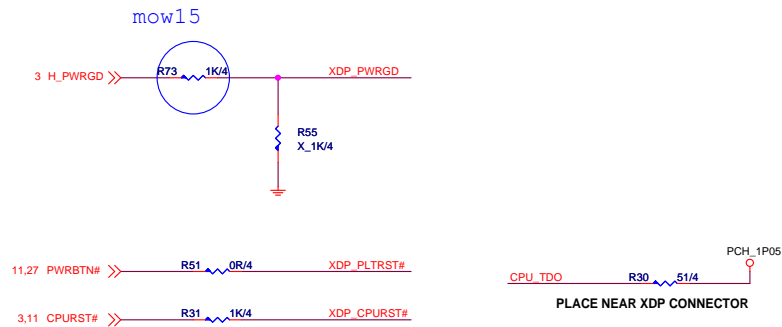 mow15
3 H_PWRGD R73 1K/4 XDP_PWRGD
R55
X_1K/4
11,27 PWRBTN# R51 0R/4 XDP_PLTRST#
3,11 CPURST# R31 1K/4 XDP_CPURST#
PCH_1P05
CPU_TDO R30 51/4
PLACE NEAR XDP CONNECTOR